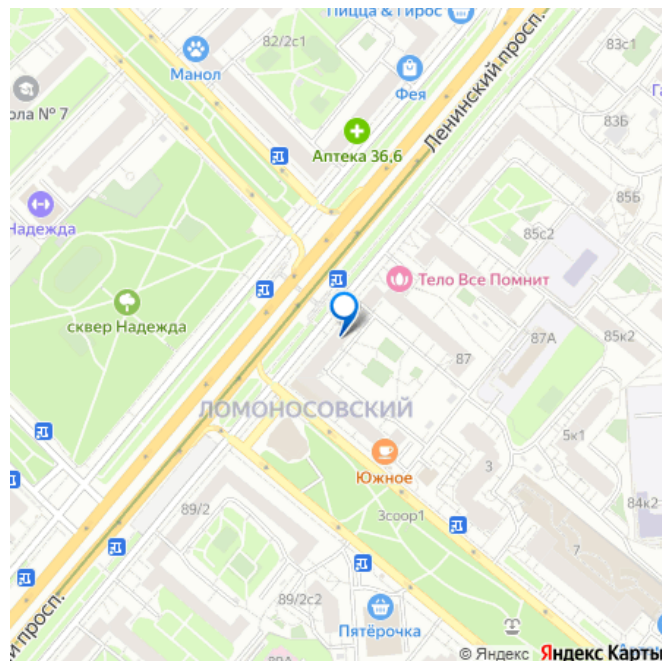 Пицца & Гирос
82/2с1
83с1
Манол
Фея
Ленинский просп.
ола № 7
83Б
Аптека 36,6
85Б
Надежда
85с2
Тело Все Помнит
сквер Надежда
87А
85к2
87
ЛОМОНОСОВСКИЙ
5к1
Южное
3
89/2
3соор1
84к2
7
й просп.
89/2с2
Пятёрочка
89А
© Яндекс Яндекс Карты